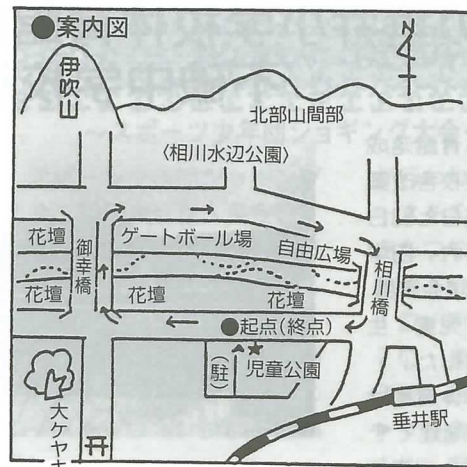 ●案内図
N
伊吹山
北部山間部
〈相川水辺公園〉
花壇
御幸橋
ゲートボール場
自由広場
相川橋
花壇
花壇
花壇
●起点(終点)
(駐)
児童公園
大ケヤキ
垂井駅